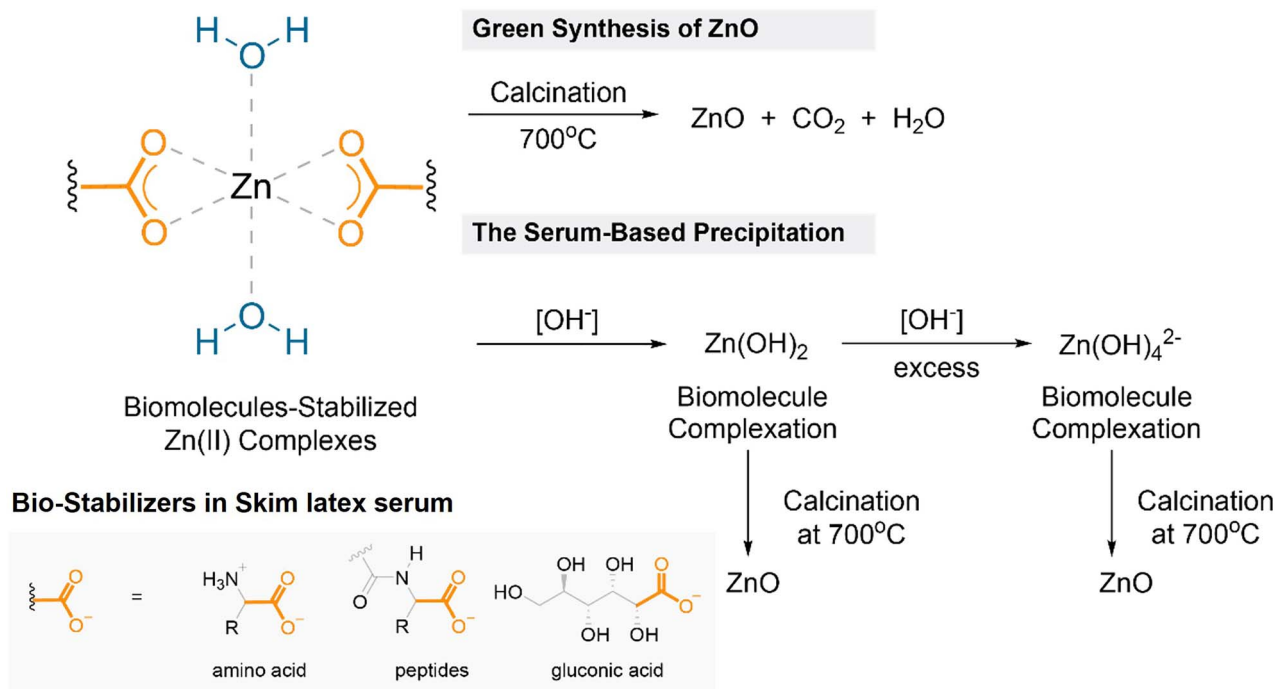 H H
O
O O
Zn
O O
O
H H
Biomolecules-Stabilized
Zn(II) Complexes
Green Synthesis of ZnO
Calcination
700°C
ZnO + CO₂ + H₂O
The Serum-Based Precipitation
[OH⁻]
Zn(OH)₂
[OH⁻]
excess
Zn(OH)₄²⁻
Biomolecule
Complexation
Biomolecule
Complexation
Calcination
at 700°C
Calcination
at 700°C
ZnO
ZnO
Bio-Stabilizers in Skim latex serum
O
O⁻
=
H₃N⁺
O
O⁻
R
amino acid
H
N
O
O
O⁻
R
peptides
OH
OH
O
HO
O⁻
OH
OH
gluconic acid